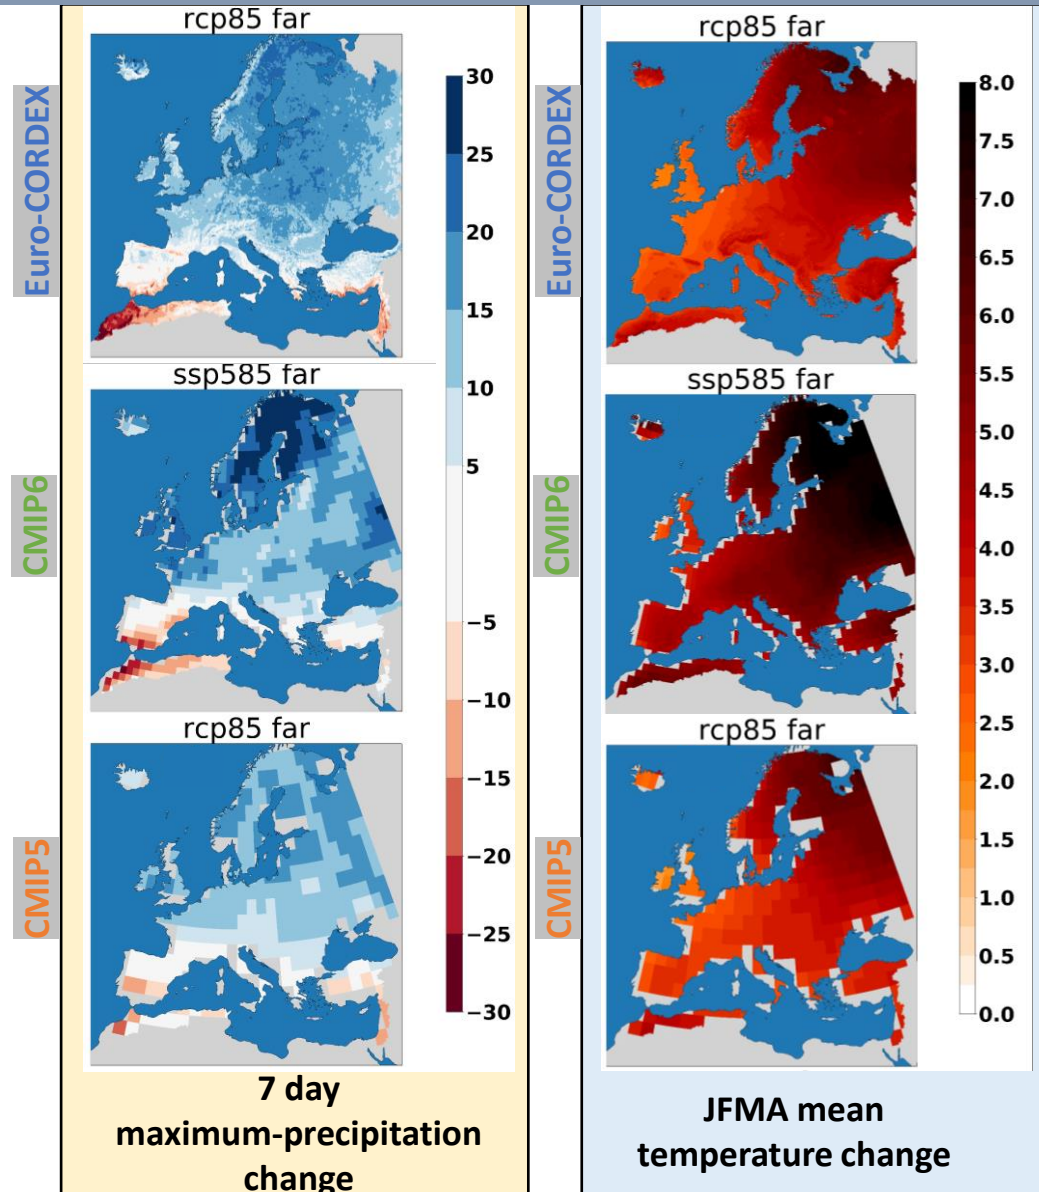 rcp85 far
Euro-CORDEX
30
25
20
15
10
5
−5
−10
−15
−20
−25
−30
ssp585 far
CMIP6
rcp85 far
CMIP5
7 day
maximum-precipitation
change
rcp85 far
Euro-CORDEX
8.0
7.5
7.0
6.5
6.0
5.5
5.0
4.5
4.0
3.5
3.0
2.5
2.0
1.5
1.0
0.5
0.0
ssp585 far
CMIP6
rcp85 far
CMIP5
JFMA mean
temperature change